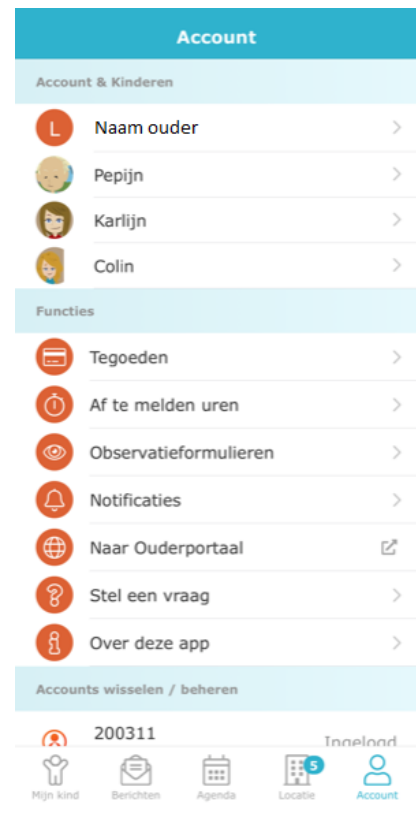 Account
Account & Kinderen
L
Naam ouder
Pepijn
Karlijn
Colin
Functies
Tegoeden
Af te melden uren
Observatieformulieren
Notificaties
Naar Ouderportaal
Stel een vraag
Over deze app
Accounts wisselen / beheren
200311
Ingelogd
5
Mijn kind Berichten Agenda Locatie Account